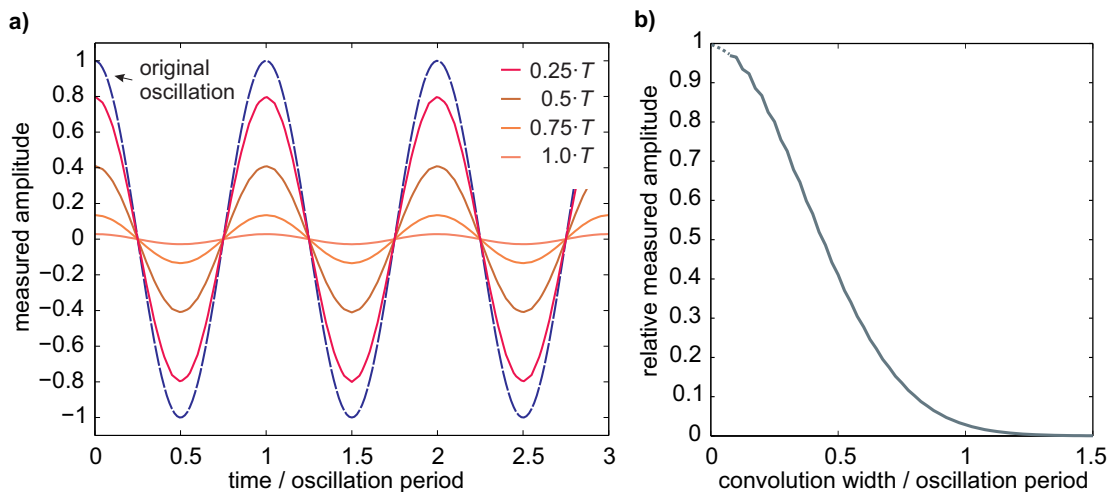 a)
measured amplitude
1
0.8
0.6
0.4
0.2
0
−0.2
−0.4
−0.6
−0.8
−1
original
oscillation
0.25·T
0.5·T
0.75·T
1.0·T
0 0.5 1 1.5 2 2.5 3
time / oscillation period
b)
relative measured amplitude
1
0.9
0.8
0.7
0.6
0.5
0.4
0.3
0.2
0.1
0
0 0.5 1 1.5
convolution width / oscillation period